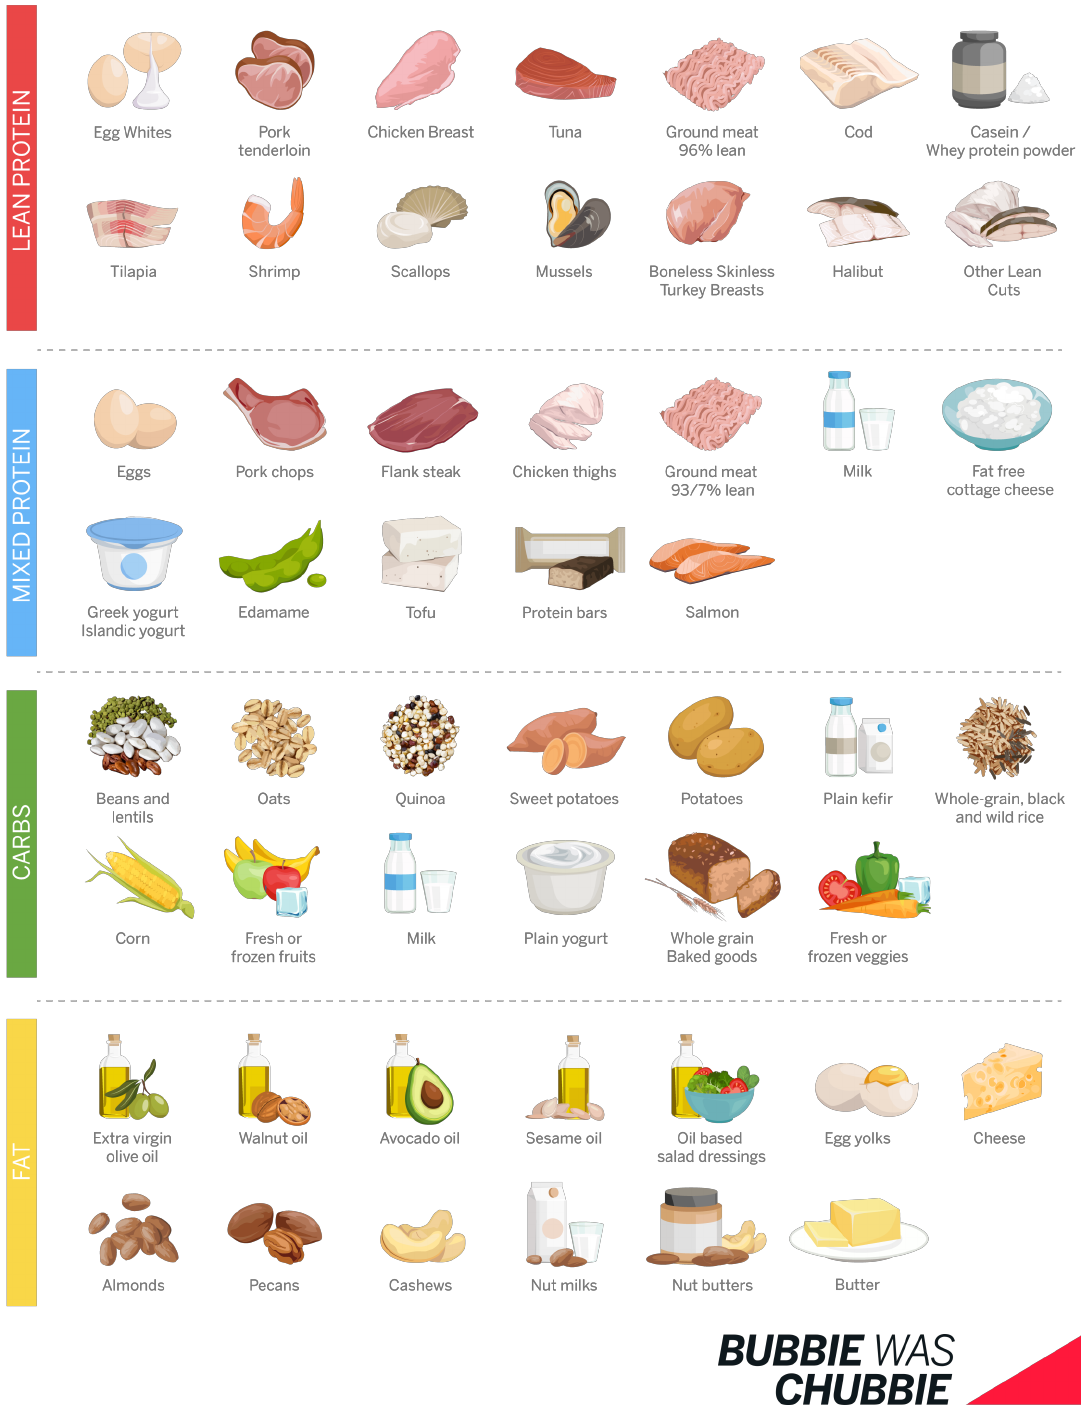 LEAN PROTEIN
Egg Whites
Pork
tenderloin
Chicken Breast
Tuna
Ground meat
96% lean
Cod
Casein /
Whey protein powder
Tilapia
Shrimp
Scallops
Mussels
Boneless Skinless
Turkey Breasts
Halibut
Other Lean
Cuts
MIXED PROTEIN
Eggs
Pork chops
Flank steak
Chicken thighs
Ground meat
93/7% lean
Milk
Fat free
cottage cheese
Greek yogurt
Islandic yogurt
Edamame
Tofu
Protein bars
Salmon
CARBS
Beans and
lentils
Oats
Quinoa
Sweet potatoes
Potatoes
Plain kefir
Whole-grain, black
and wild rice
Corn
Fresh or
frozen fruits
Milk
Plain yogurt
Whole grain
Baked goods
Fresh or
frozen veggies
FAT
Extra virgin
olive oil
Walnut oil
Avocado oil
Sesame oil
Oil based
salad dressings
Egg yolks
Cheese
Almonds
Pecans
Cashews
Nut milks
Nut butters
Butter
BUBBIE WAS
CHUBBIE